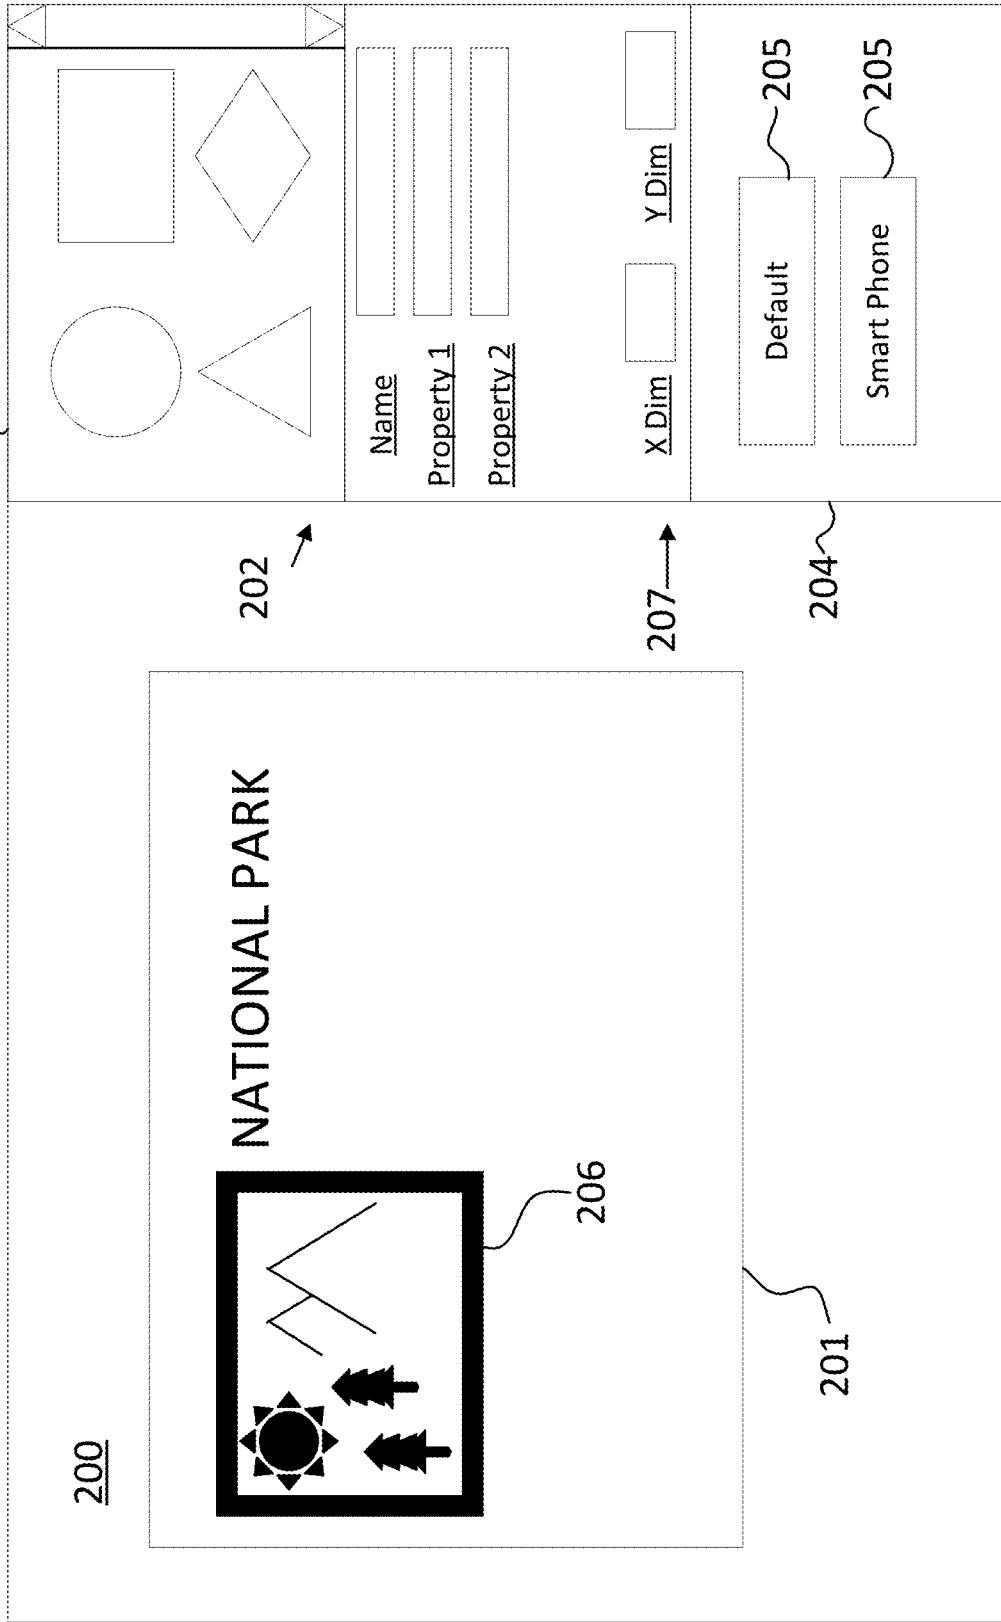 200
NATIONAL PARK
206
201
202
207
204
Name
Property 1
Property 2
X Dim
Y Dim
Default
205
Smart Phone
205